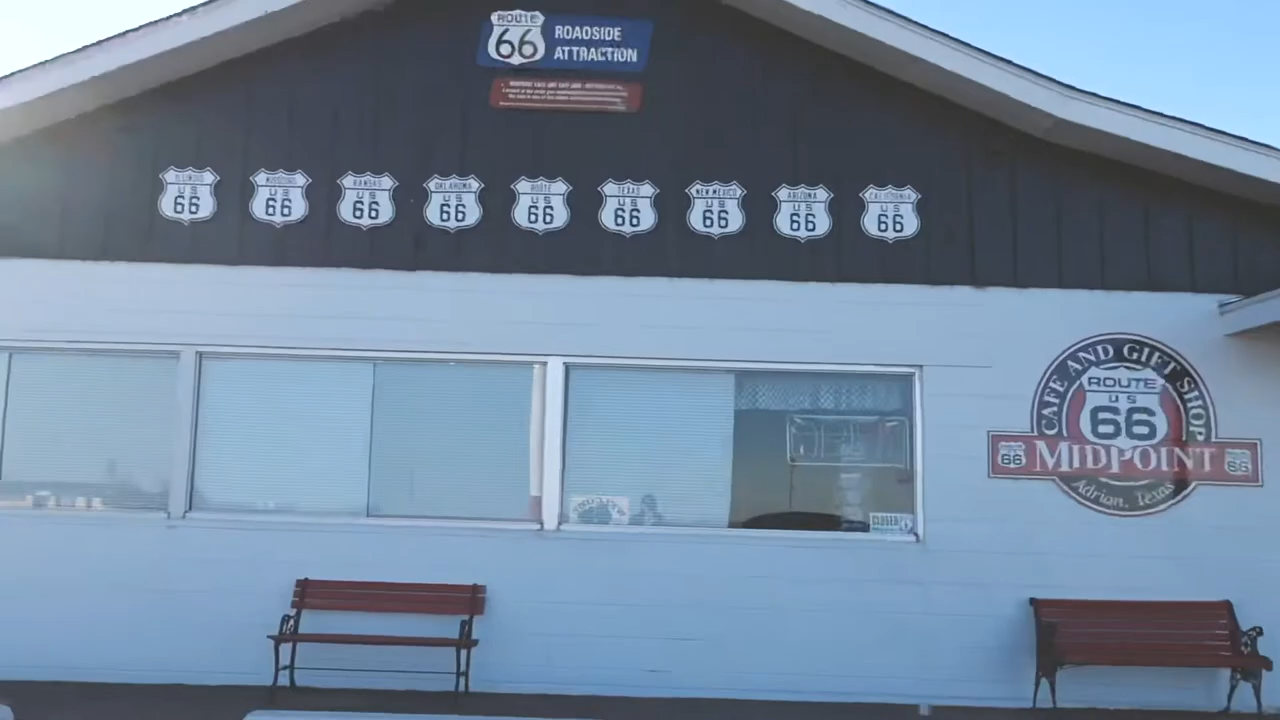 ROUTE
66
ROADSIDE
ATTRACTION
ILLINOIS
US
66
MISSOURI
US
66
KANSAS
US
66
OKLAHOMA
US
66
ROUTE
US
66
TEXAS
US
66
NEW MEXICO
US
66
ARIZONA
US
66
CALIFORNIA
US
66
CAFE AND GIFT SHOP
ROUTE
US
66
66
MIDPOINT
66
Adrian, Texas
CLOSED